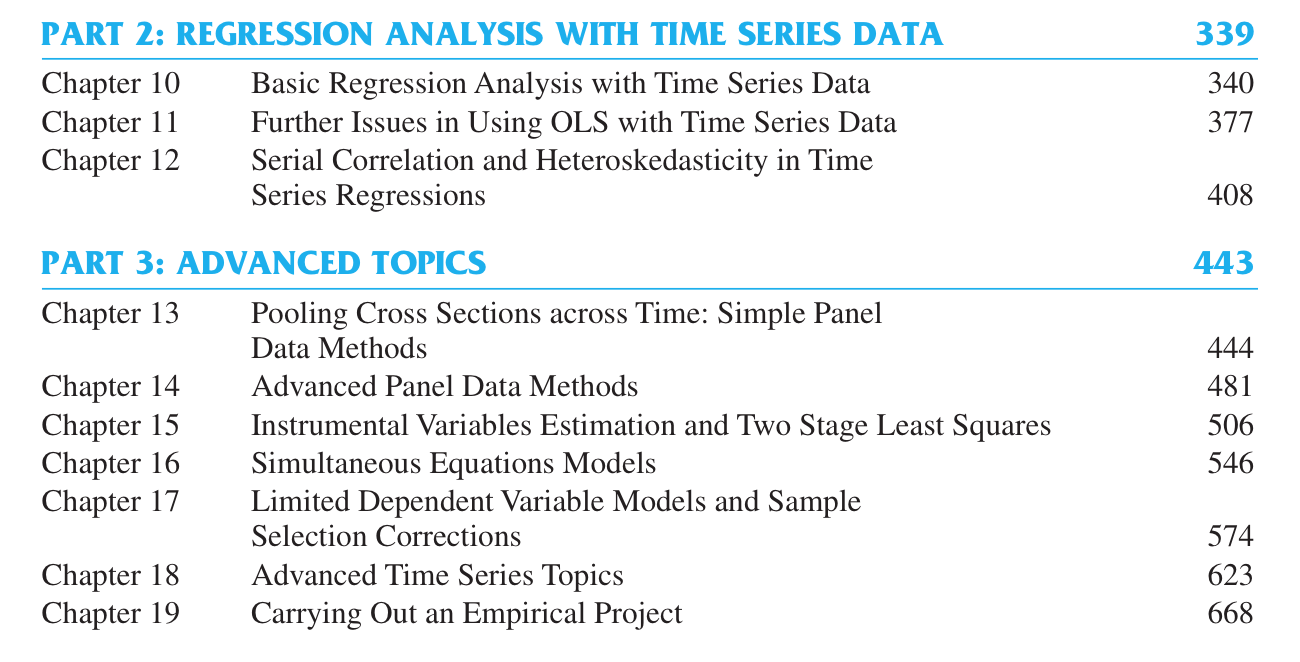 PART 2: REGRESSION ANALYSIS WITH TIME SERIES DATA 339
Chapter 10 Basic Regression Analysis with Time Series Data 340
Chapter 11 Further Issues in Using OLS with Time Series Data 377
Chapter 12 Serial Correlation and Heteroskedasticity in Time
Series Regressions 408
PART 3: ADVANCED TOPICS 443
Chapter 13 Pooling Cross Sections across Time: Simple Panel
Data Methods 444
Chapter 14 Advanced Panel Data Methods 481
Chapter 15 Instrumental Variables Estimation and Two Stage Least Squares 506
Chapter 16 Simultaneous Equations Models 546
Chapter 17 Limited Dependent Variable Models and Sample
Selection Corrections 574
Chapter 18 Advanced Time Series Topics 623
Chapter 19 Carrying Out an Empirical Project 668